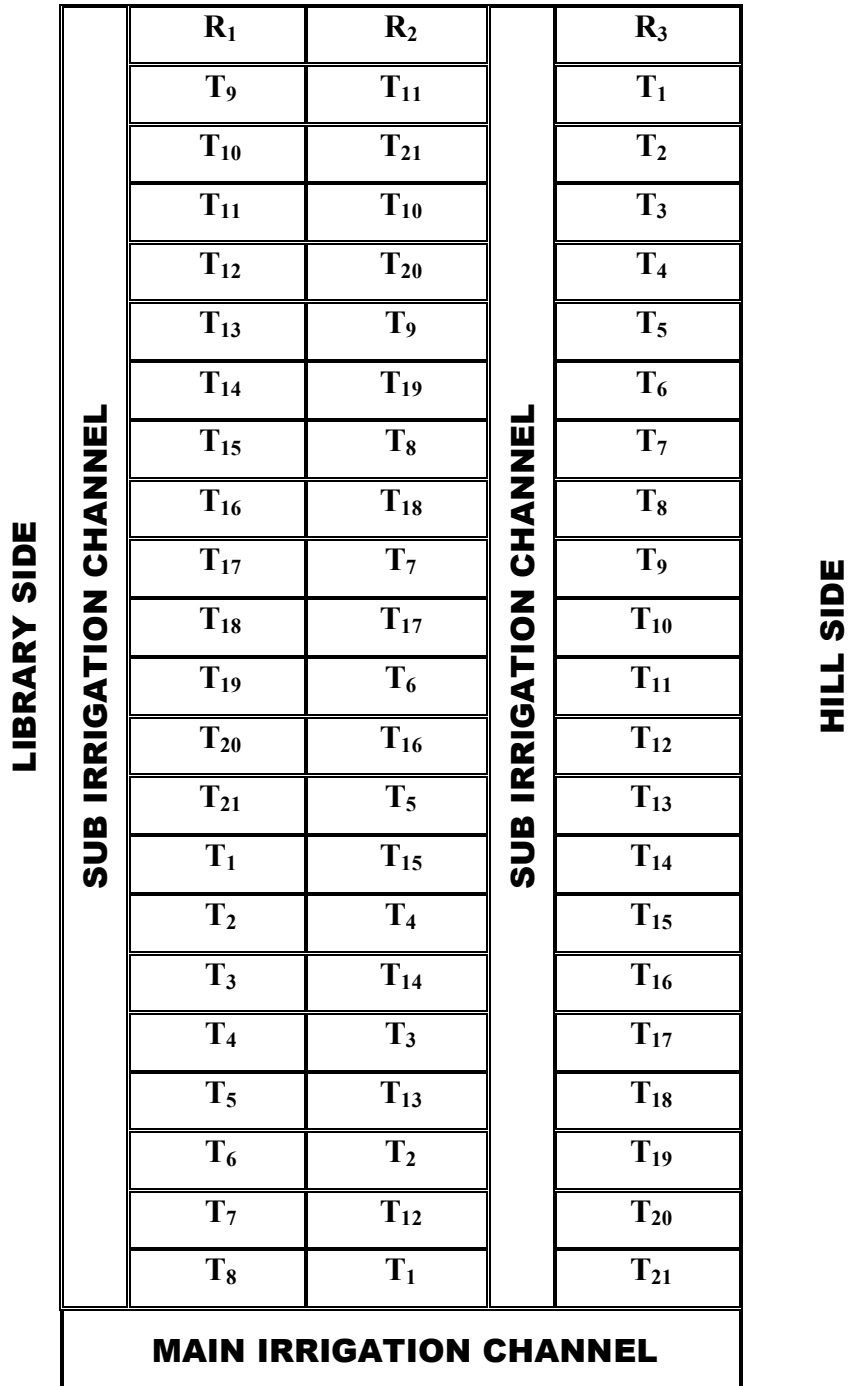 LIBRARY SIDE
SUB IRRIGATION CHANNEL
SUB IRRIGATION CHANNEL
HILL SIDE
R₁ R₂ R₃
T₉ T₁₁ T₁
T₁₀ T₂₁ T₂
T₁₁ T₁₀ T₃
T₁₂ T₂₀ T₄
T₁₃ T₉ T₅
T₁₄ T₁₉ T₆
T₁₅ T₈ T₇
T₁₆ T₁₈ T₈
T₁₇ T₇ T₉
T₁₈ T₁₇ T₁₀
T₁₉ T₆ T₁₁
T₂₀ T₁₆ T₁₂
T₂₁ T₅ T₁₃
T₁ T₁₅ T₁₄
T₂ T₄ T₁₅
T₃ T₁₄ T₁₆
T₄ T₃ T₁₇
T₅ T₁₃ T₁₈
T₆ T₂ T₁₉
T₇ T₁₂ T₂₀
T₈ T₁ T₂₁
MAIN IRRIGATION CHANNEL